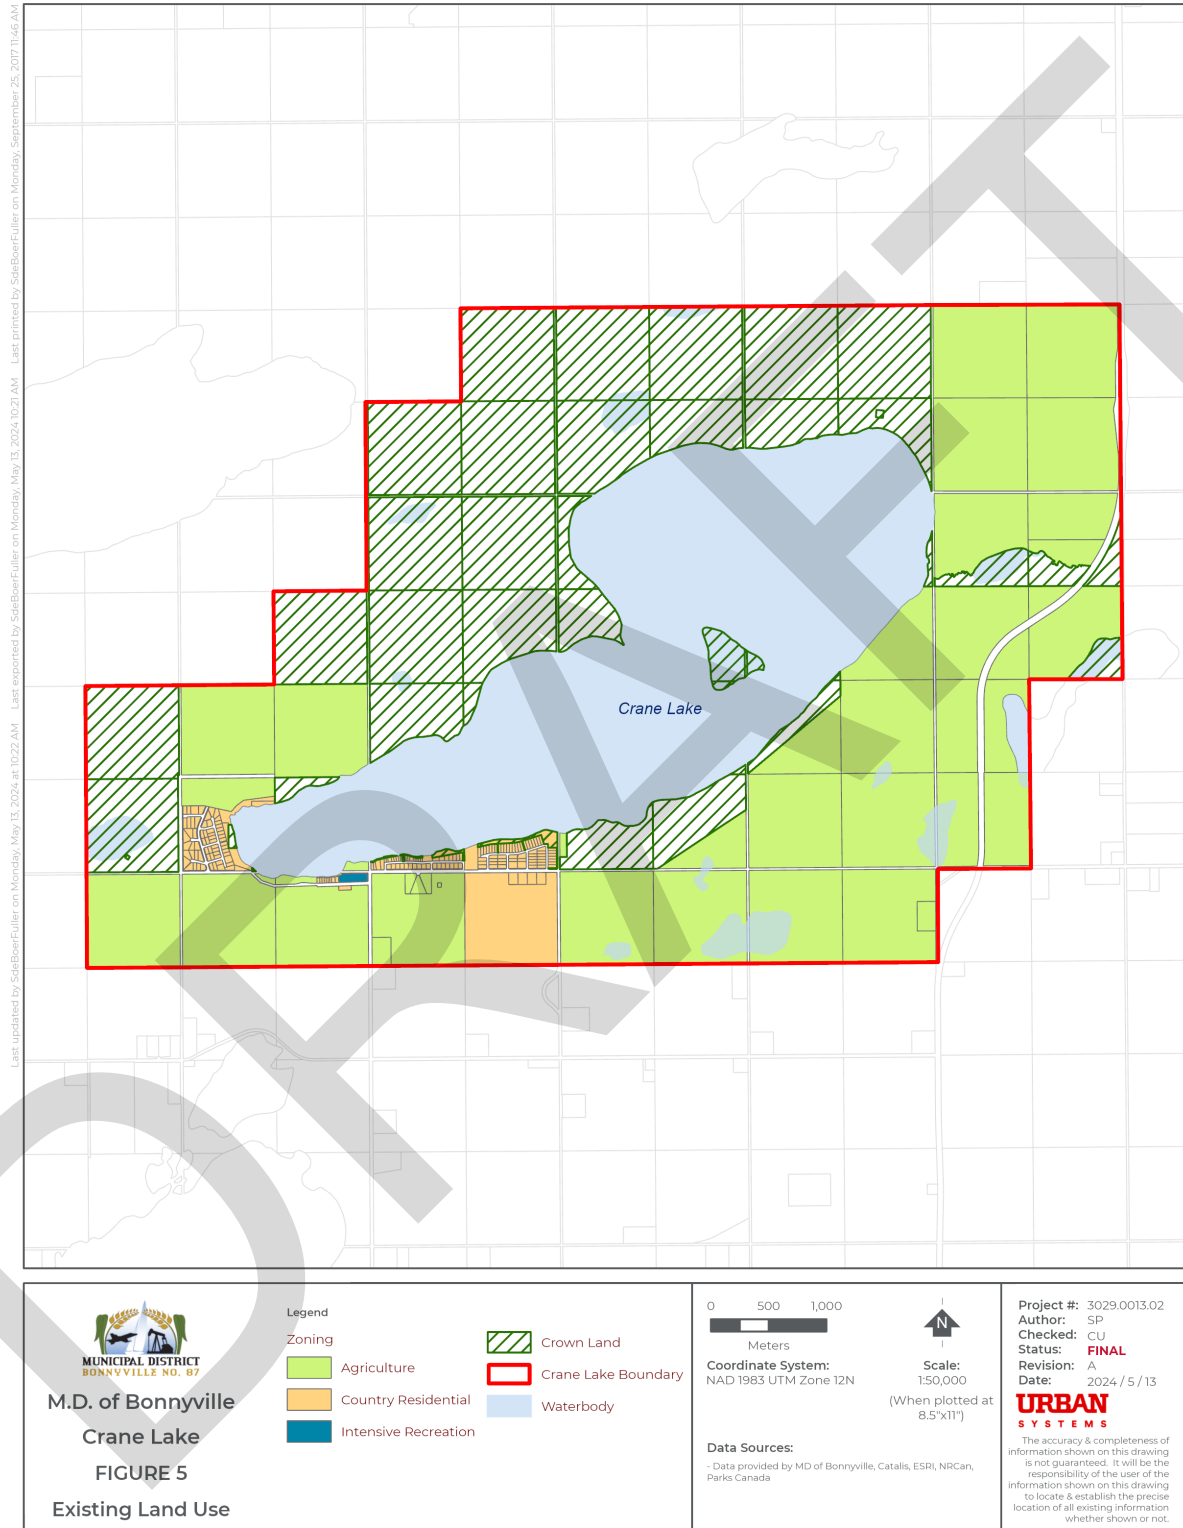 Last updated by SdeBoerFuller on Monday, May 13, 2024 at 10:22 AM   Last exported by SdeBoerFuller on Monday, May 13, 2024 10:21 AM   Last printed by SdeBoerFuller on Monday, September 25, 2017 11:46 AM
DRAFT
Crane Lake
MUNICIPAL DISTRICT
BONNYVILLE NO. 87
M.D. of Bonnyville
Crane Lake
FIGURE 5
Existing Land Use
Legend
Zoning
Agriculture
Country Residential
Intensive Recreation
Crown Land
Crane Lake Boundary
Waterbody
0 500 1,000
Meters
Coordinate System:
NAD 1983 UTM Zone 12N
N
Scale:
1:50,000
(When plotted at
8.5"x11")
Data Sources:
- Data provided by MD of Bonnyville, Catalis, ESRI, NRCan,
Parks Canada
Project #: 3029.0013.02
Author: SP
Checked: CU
Status: FINAL
Revision: A
Date: 2024 / 5 / 13
URBAN
SYSTEMS
The accuracy & completeness of
information shown on this drawing
is not guaranteed. It will be the
responsibility of the user of the
information shown on this drawing
to locate & establish the precise
location of all existing information
whether shown or not.